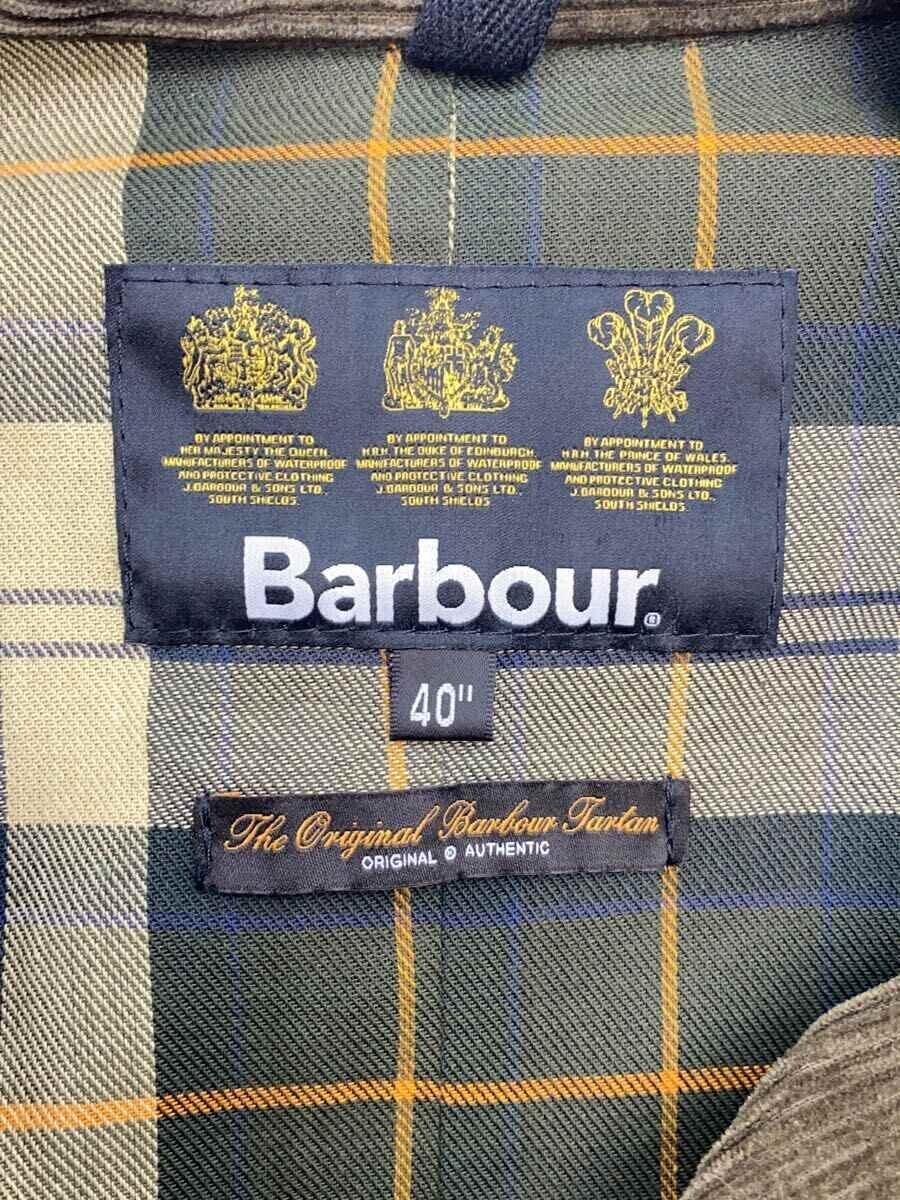 BY APPOINTMENT TO
HER MAJESTY THE QUEEN.
MANUFACTURERS OF WATERPROOF
AND PROTECTIVE CLOTHING
J.BARBOUR & SONS LTD.,
SOUTH SHIELDS.
BY APPOINTMENT TO
H.R.H. THE DUKE OF EDINBURGH.
MANUFACTURERS OF WATERPROOF
AND PROTECTIVE CLOTHING
J.BARBOUR & SONS LTD.,
SOUTH SHIELDS.
BY APPOINTMENT TO
H.R.H. THE PRINCE OF WALES.
MANUFACTURERS OF WATERPROOF
AND PROTECTIVE CLOTHING
J.BARBOUR & SONS LTD.,
SOUTH SHIELDS.
Barbour®
40"
The Original Barbour Tartan
ORIGINAL ® AUTHENTIC